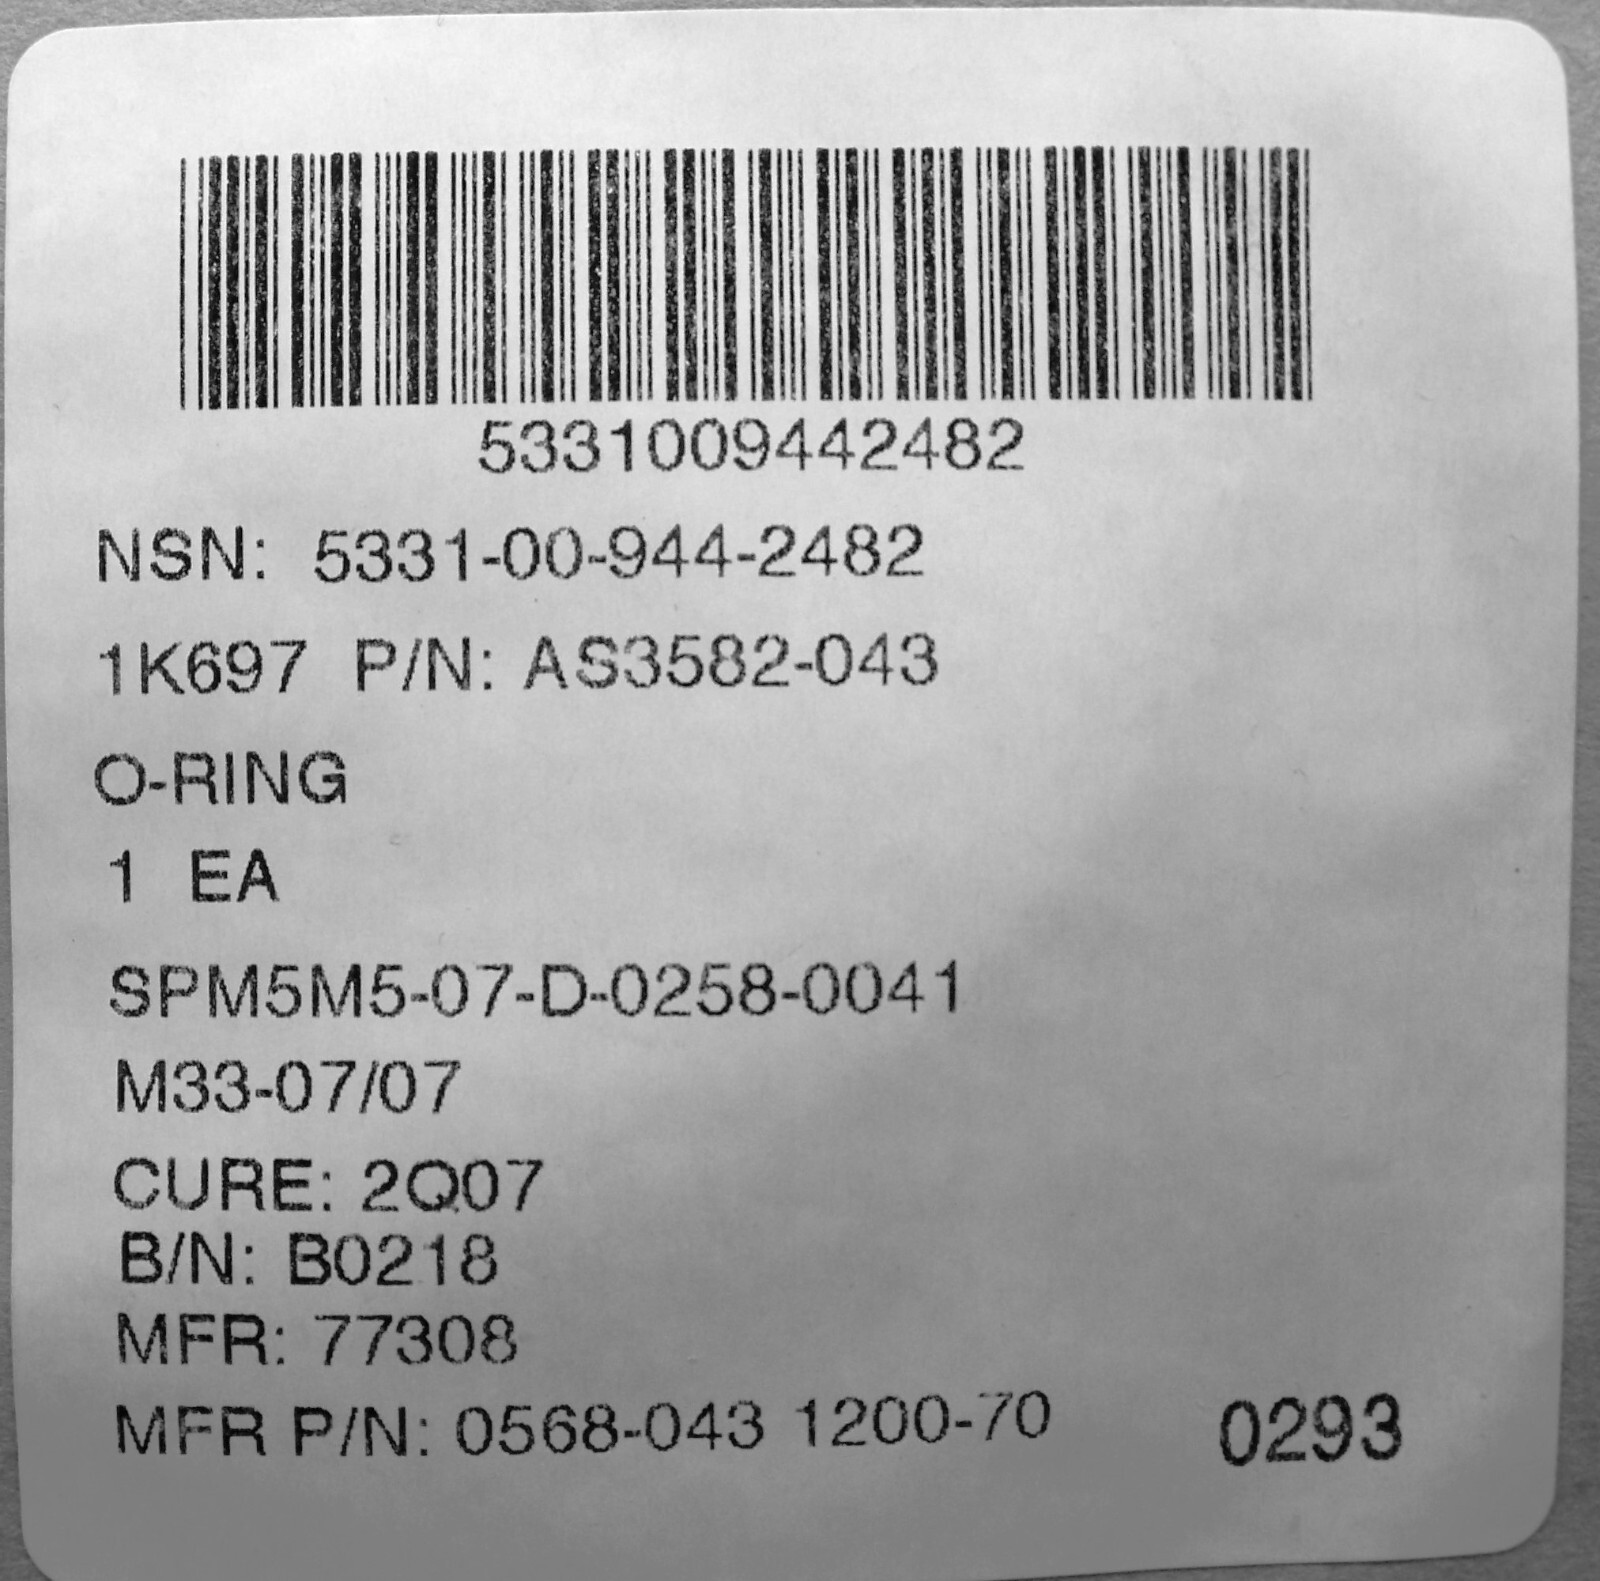 5331009442482
NSN: 5331-00-944-2482
1K697 P/N: AS3582-043
O-RING
1 EA
SPM5M5-07-D-0258-0041
M33-07/07
CURE: 2Q07
B/N: B0218
MFR: 77308
MFR P/N: 0568-043 1200-70 0293